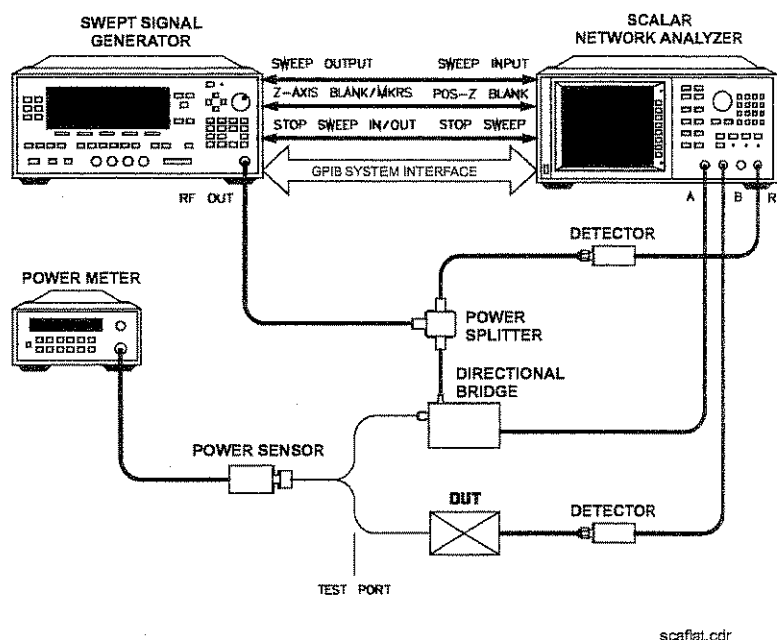 SWEPT SIGNAL
GENERATOR
SCALAR
NETWORK ANALYZER
SWEEP OUTPUT SWEEP INPUT
Z-AXIS BLANK/MKRS POS-Z BLANK
STOP SWEEP IN/OUT STOP SWEEP
GPIB SYSTEM INTERFACE
RF OUT
A B R
DETECTOR
POWER METER
POWER
SPLITTER
DIRECTIONAL
BRIDGE
POWER SENSOR
DUT
DETECTOR
TEST PORT
scaflat.cdr